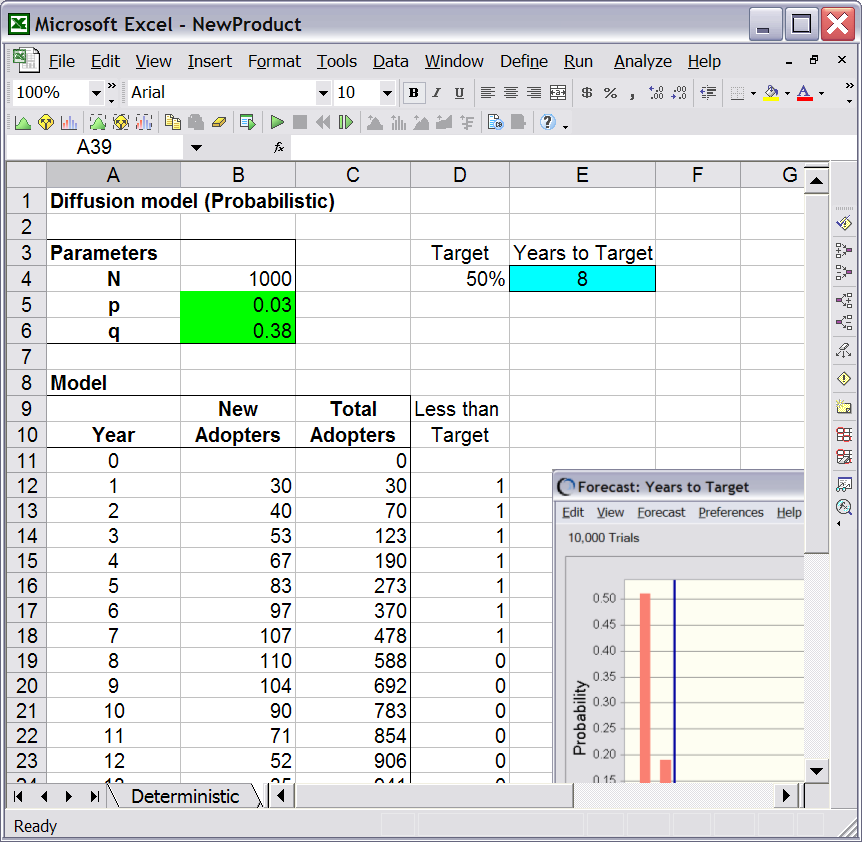 Microsoft Excel - NewProduct
File Edit View Insert Format Tools Data Window Define Run Analyze Help
100% » Arial 10 B I U $ % , »
A39 fx
A B C D E F G
1 Diffusion model (Probabilistic)
2
3 Parameters Target Years to Target
4 N 1000 50% 8
5 p 0.03
6 q 0.38
7
8 Model
9 New Total Less than
10 Year Adopters Adopters Target
11 0 0
12 1 30 30 1
13 2 40 70 1
14 3 53 123 1
15 4 67 190 1
16 5 83 273 1
17 6 97 370 1
18 7 107 478 1
19 8 110 588 0
20 9 104 692 0
21 10 90 783 0
22 11 71 854 0
23 12 52 906 0
Forecast: Years to Target
Edit View Forecast Preferences Help
10,000 Trials
0.50
0.45
0.40
0.35
0.30
0.25
0.20
0.15
Probability
Deterministic
Ready